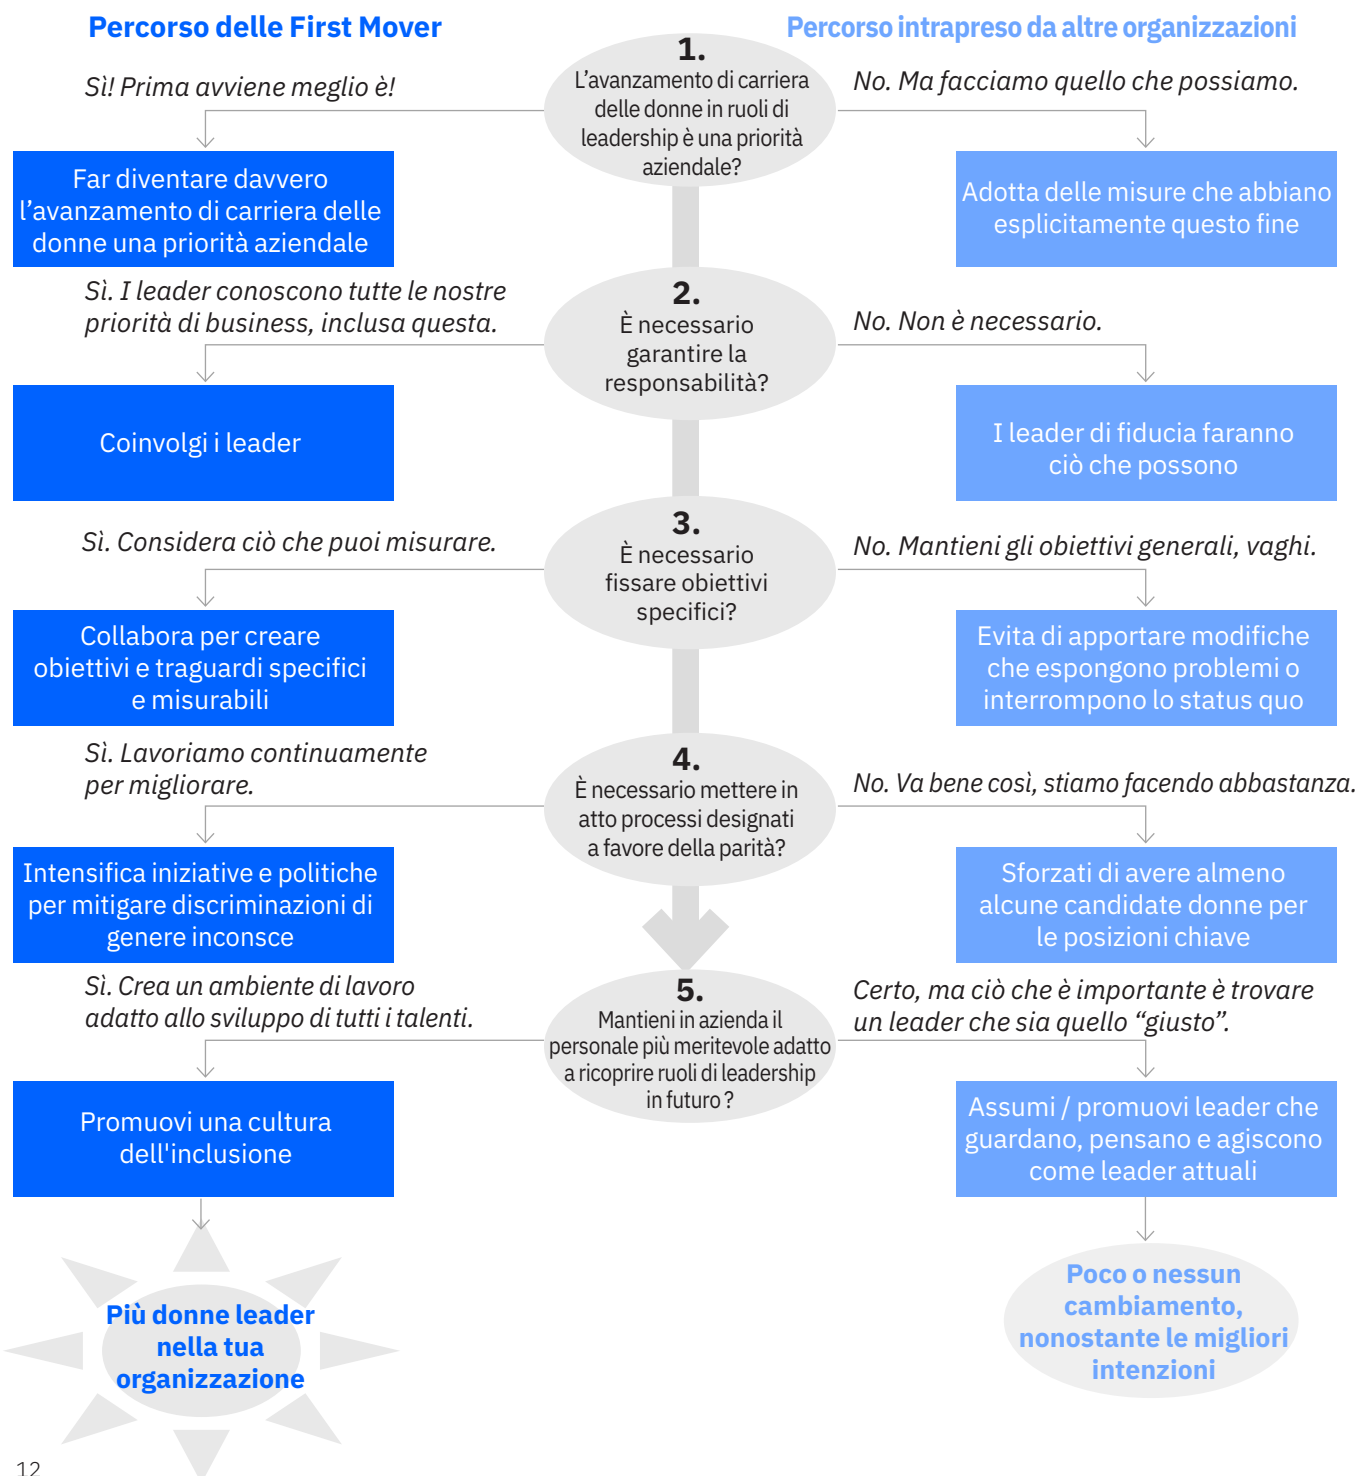 Percorso delle First Mover
Percorso intrapreso da altre organizzazioni
1.
L’avanzamento di carriera
delle donne in ruoli di
leadership è una priorità
aziendale?
Sì! Prima avviene meglio è!
No. Ma facciamo quello che possiamo.
Far diventare davvero
l’avanzamento di carriera delle
donne una priorità aziendale
Adotta delle misure che abbiano
esplicitamente questo fine
2.
È necessario
garantire la
responsabilità?
Sì. I leader conoscono tutte le nostre
priorità di business, inclusa questa.
No. Non è necessario.
Coinvolgi i leader
I leader di fiducia faranno
ciò che possono
3.
È necessario
fissare obiettivi
specifici?
Sì. Considera ciò che puoi misurare.
No. Mantieni gli obiettivi generali, vaghi.
Collabora per creare
obiettivi e traguardi specifici
e misurabili
Evita di apportare modifiche
che espongono problemi o
interrompono lo status quo
4.
È necessario mettere in
atto processi designati
a favore della parità?
Sì. Lavoriamo continuamente
per migliorare.
No. Va bene così, stiamo facendo abbastanza.
Intensifica iniziative e politiche
per mitigare discriminazioni di
genere inconsce
Sforzati di avere almeno
alcune candidate donne per
le posizioni chiave
5.
Mantieni in azienda il
personale più meritevole adatto
a ricoprire ruoli di leadership
in futuro ?
Sì. Crea un ambiente di lavoro
adatto allo sviluppo di tutti i talenti.
Certo, ma ciò che è importante è trovare
un leader che sia quello “giusto”.
Promuovi una cultura
dell'inclusione
Assumi / promuovi leader che
guardano, pensano e agiscono
come leader attuali
Più donne leader
nella tua
organizzazione
Poco o nessun
cambiamento,
nonostante le migliori
intenzioni
12